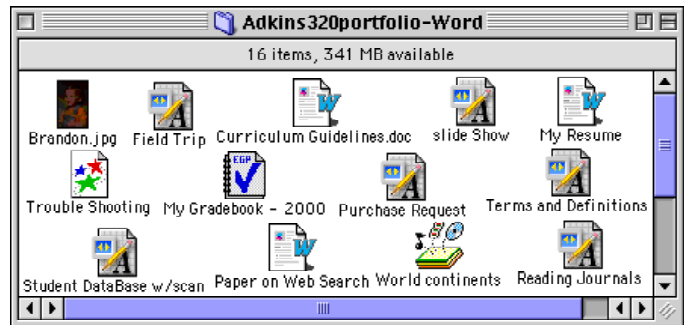 Adkins320portfolio-Word
16 items, 341 MB available
Brandon.jpg Field Trip Curriculum Guidelines.doc slide Show My Resume
EGP
Trouble Shooting My Gradebook - 2000 Purchase Request Terms and Definitions
Student DataBase w/scan Paper on Web Search World continents Reading Journals